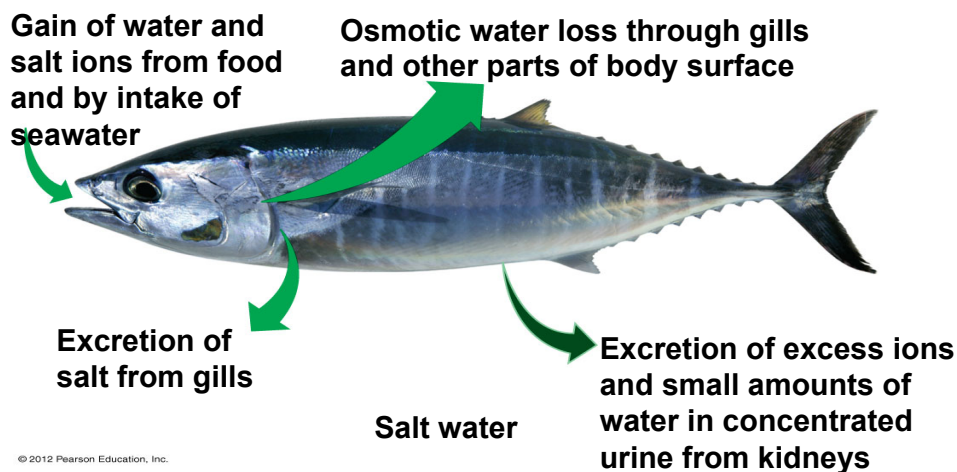 Gain of water and
salt ions from food
and by intake of
seawater
Osmotic water loss through gills
and other parts of body surface
Excretion of
salt from gills
Excretion of excess ions
and small amounts of
water in concentrated
urine from kidneys
Salt water
© 2012 Pearson Education, Inc.